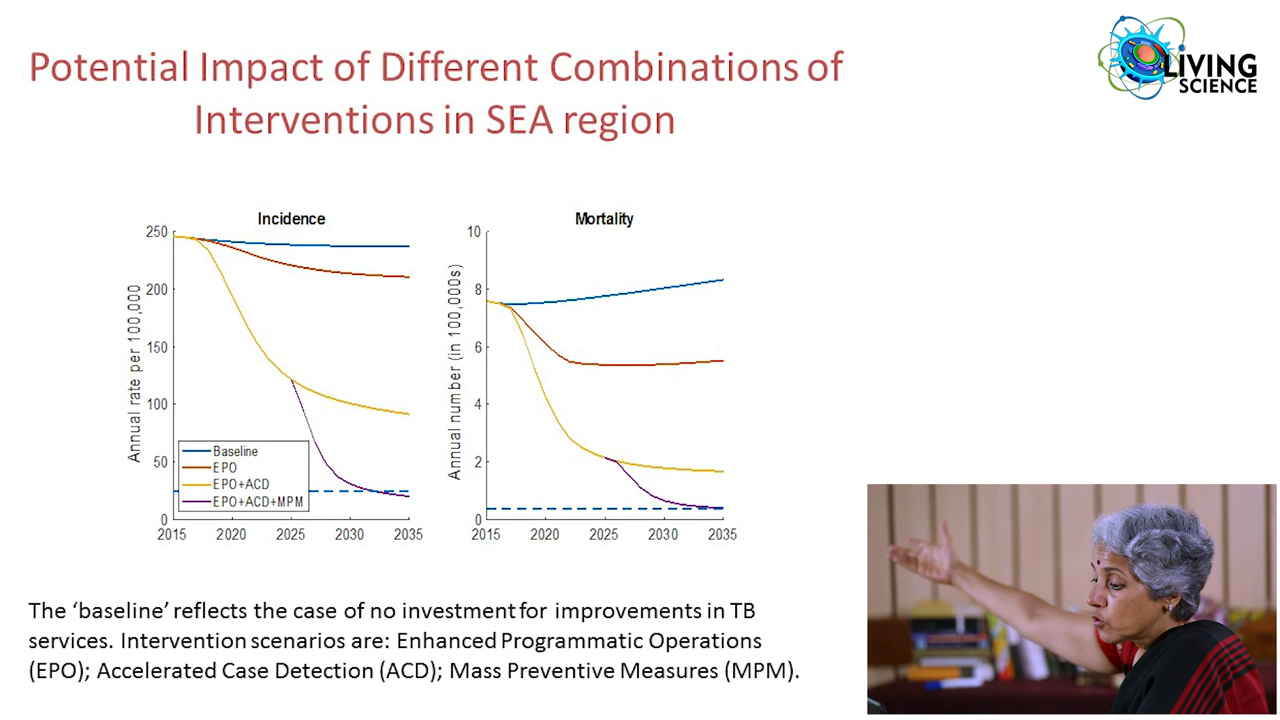 Potential Impact of Different Combinations of
Interventions in SEA region
LIVING
SCIENCE
Incidence
Annual rate per 100,000
250
200
150
100
50
0
2015
2020
2025
2030
2035
Baseline
EPO
EPO+ACD
EPO+ACD+MPM
Mortality
Annual number (in 100,000s)
10
8
6
4
2
0
2015
2020
2025
2030
2035
The ‘baseline’ reflects the case of no investment for improvements in TB
services. Intervention scenarios are: Enhanced Programmatic Operations
(EPO); Accelerated Case Detection (ACD); Mass Preventive Measures (MPM).